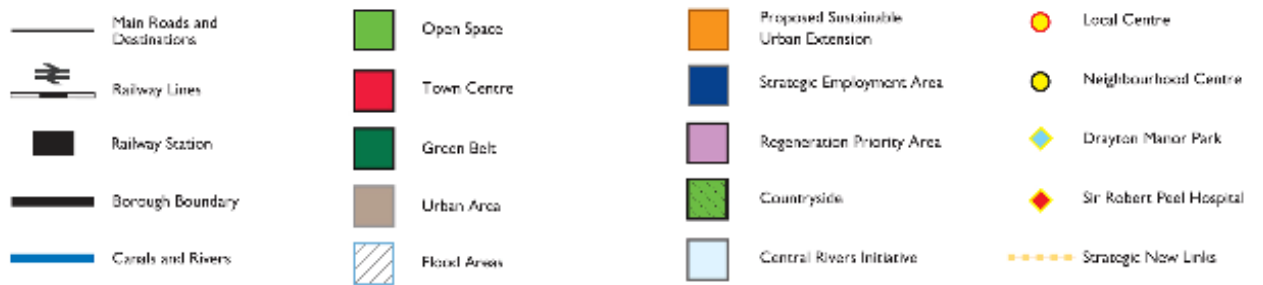 Main Roads and
Destinations
Railway Lines
Railway Station
Borough Boundary
Canals and Rivers
Open Space
Town Centre
Green Belt
Urban Area
Flood Areas
Proposed Sustainable
Urban Extension
Strategic Employment Area
Regeneration Priority Area
Countryside
Central Rivers Initiative
Local Centre
Neighbourhood Centre
Drayton Manor Park
Sir Robert Peel Hospital
Strategic New Links